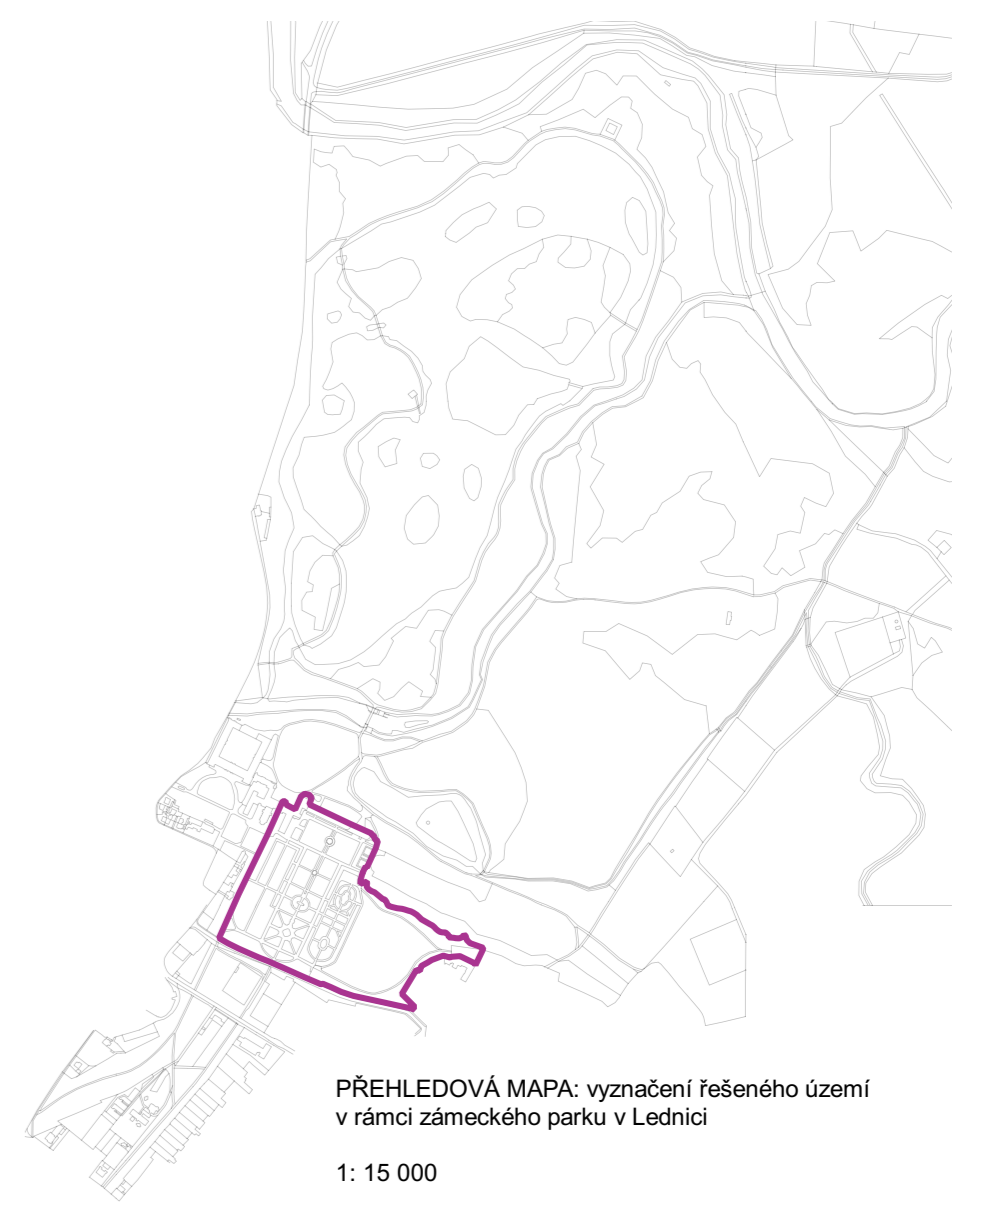 PŘEHLEDOVÁ MAPA: vyznačení řešeného území
v rámci zámeckého parku v Lednici
1: 15 000